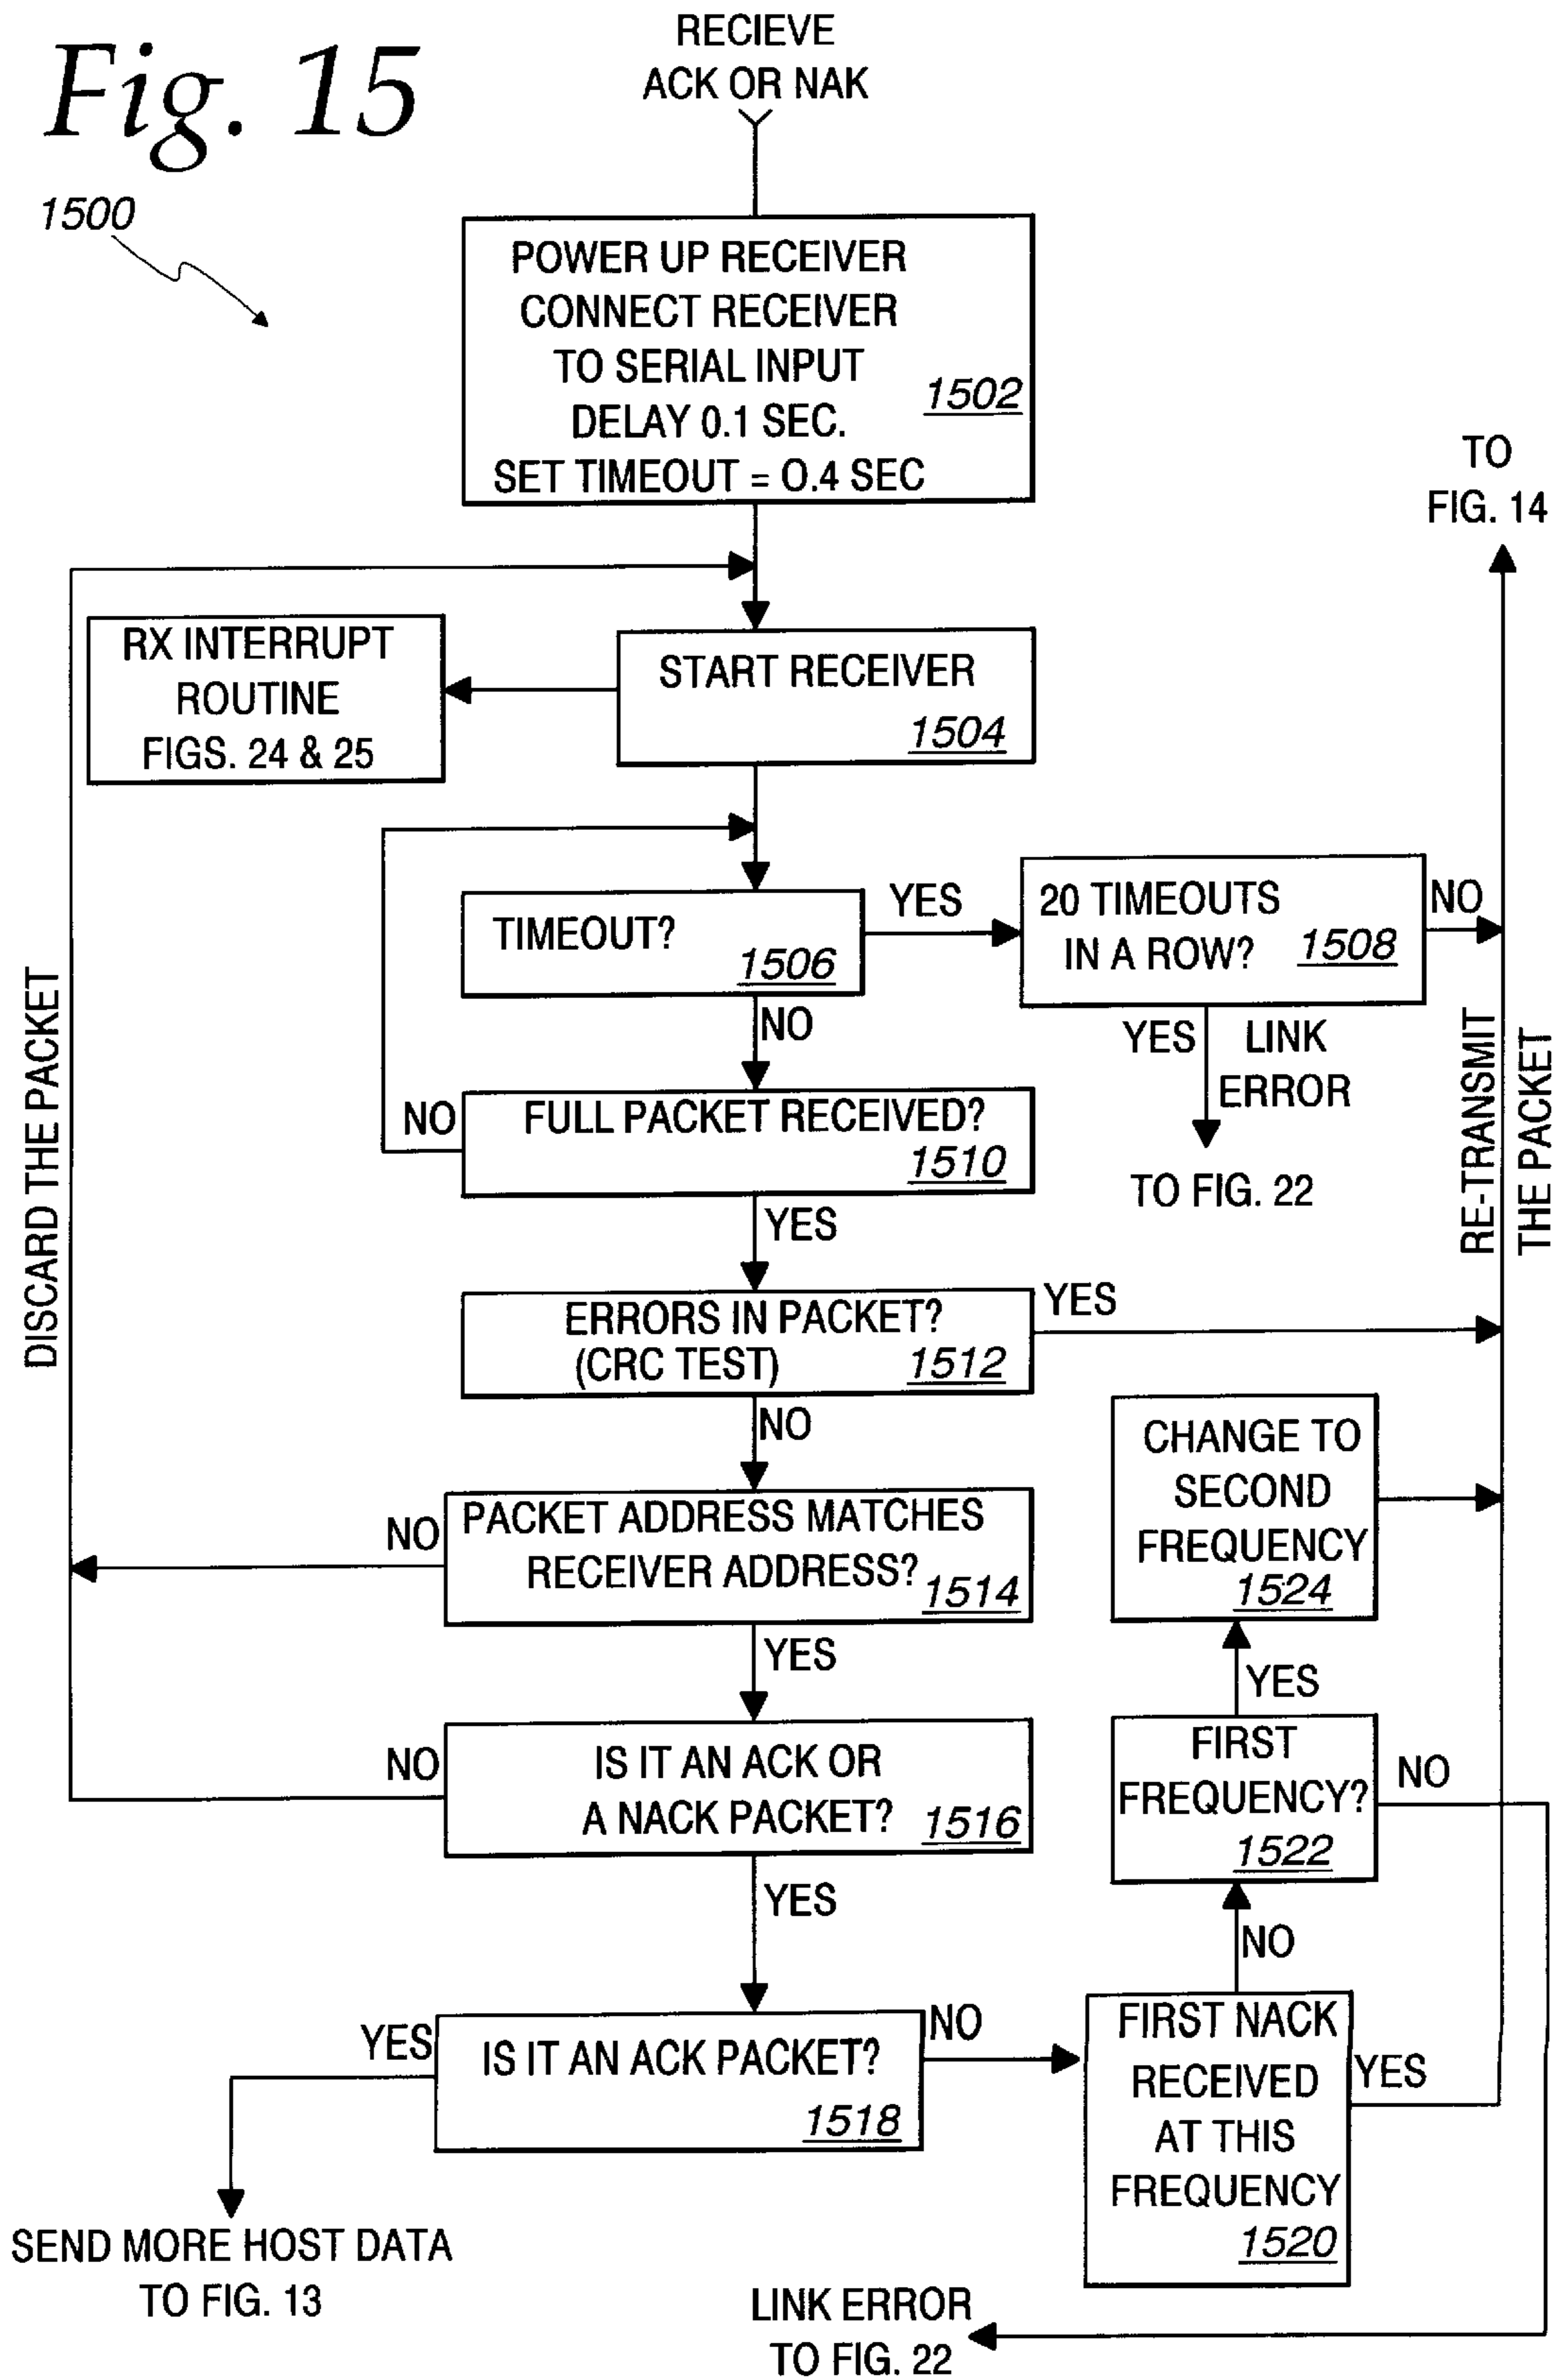 Fig. 15
RECIEVE
ACK OR NAK
1500
POWER UP RECEIVER
CONNECT RECEIVER
TO SERIAL INPUT
DELAY 0.1 SEC.
SET TIMEOUT = 0.4 SEC
1502
TO
FIG. 14
RX INTERRUPT
ROUTINE
FIGS. 24 & 25
START RECEIVER
1504
TIMEOUT?
1506
YES
20 TIMEOUTS
IN A ROW?
1508
NO
NO
YES
LINK
ERROR
TO FIG. 22
DISCARD THE PACKET
RE-TRANSMIT
THE PACKET
NO
FULL PACKET RECEIVED?
1510
YES
ERRORS IN PACKET?
(CRC TEST)
1512
YES
NO
CHANGE TO
SECOND
FREQUENCY
1524
NO
PACKET ADDRESS MATCHES
RECEIVER ADDRESS?
1514
YES
YES
NO
IS IT AN ACK OR
A NACK PACKET?
1516
FIRST
FREQUENCY?
1522
NO
YES
NO
YES
IS IT AN ACK PACKET?
1518
NO
FIRST NACK
RECEIVED
AT THIS
FREQUENCY
1520
YES
SEND MORE HOST DATA
TO FIG. 13
LINK ERROR
TO FIG. 22